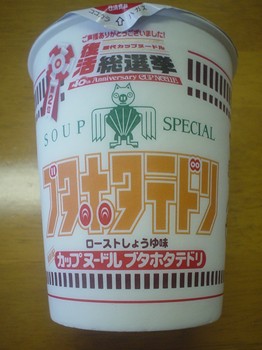 ご声援ありがとうございました!
復活総選挙
歴代カップヌードル
40th Anniversary CUP NOODLE
SOUP SPECIAL
ブタホタテドリ
ローストしょうゆ味
カップヌードル ブタホタテドリ